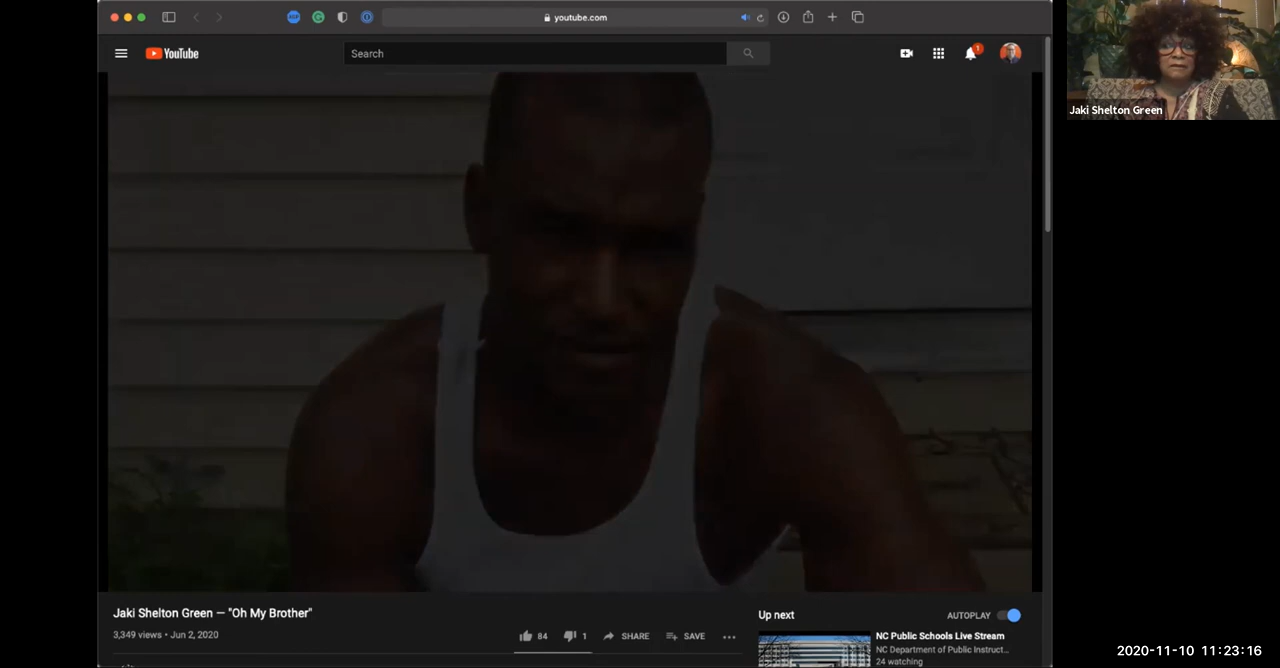 youtube.com
YouTube
Search
1
Jaki Shelton Green
Jaki Shelton Green — "Oh My Brother"
3,349 views • Jun 2, 2020
84
1
SHARE
SAVE
Up next
AUTOPLAY
NC Public Schools Live Stream
NC Department of Public Instruct...
24 watching
2020-11-10 11:23:16